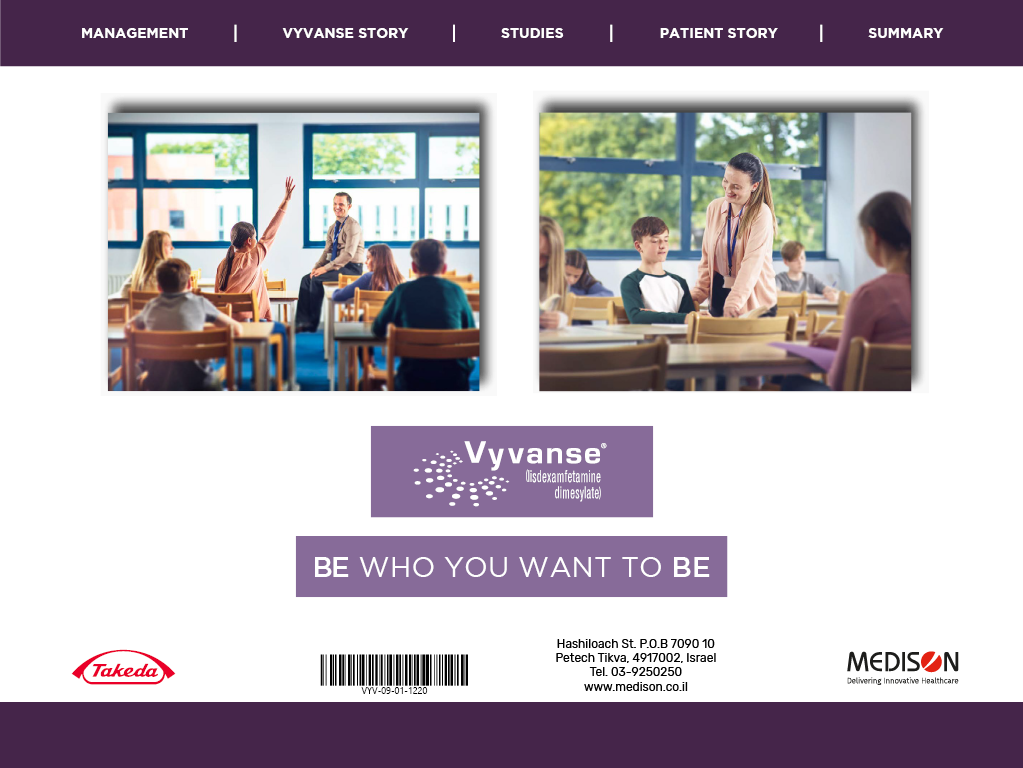 MANAGEMENT | VYVANSE STORY | STUDIES | PATIENT STORY | SUMMARY
Vyvanse®
(lisdexamfetamine
dimesylate)
BE WHO YOU WANT TO BE
Takeda
VYV-09-01-1220
Hashiloach St. P.O.B 7090 10
Petech Tikva, 4917002, Israel
Tel. 03-9250250
www.medison.co.il
MEDISON
Delivering Innovative Healthcare